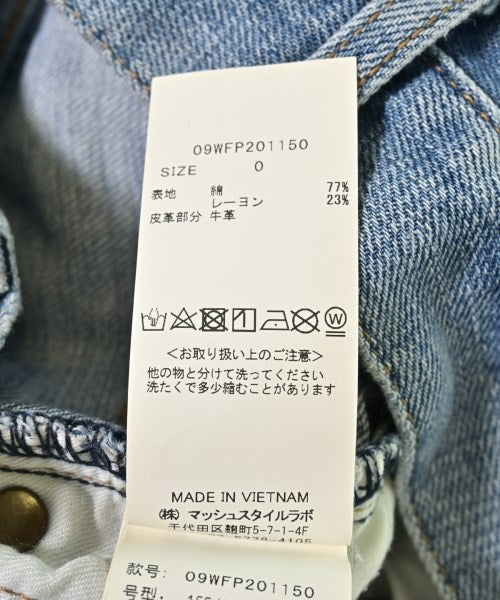 09WFP201150
SIZE 0
表地 綿 77%
レーヨン 23%
皮革部分 牛革
W
<お取り扱い上のご注意>
他の物と分けて洗ってください
洗たくで多少縮むことがあります
MADE IN VIETNAM
(株) マッシュスタイルラボ
千代田区麹町5-7-1-4F
款号: 09WFP201150
号型: